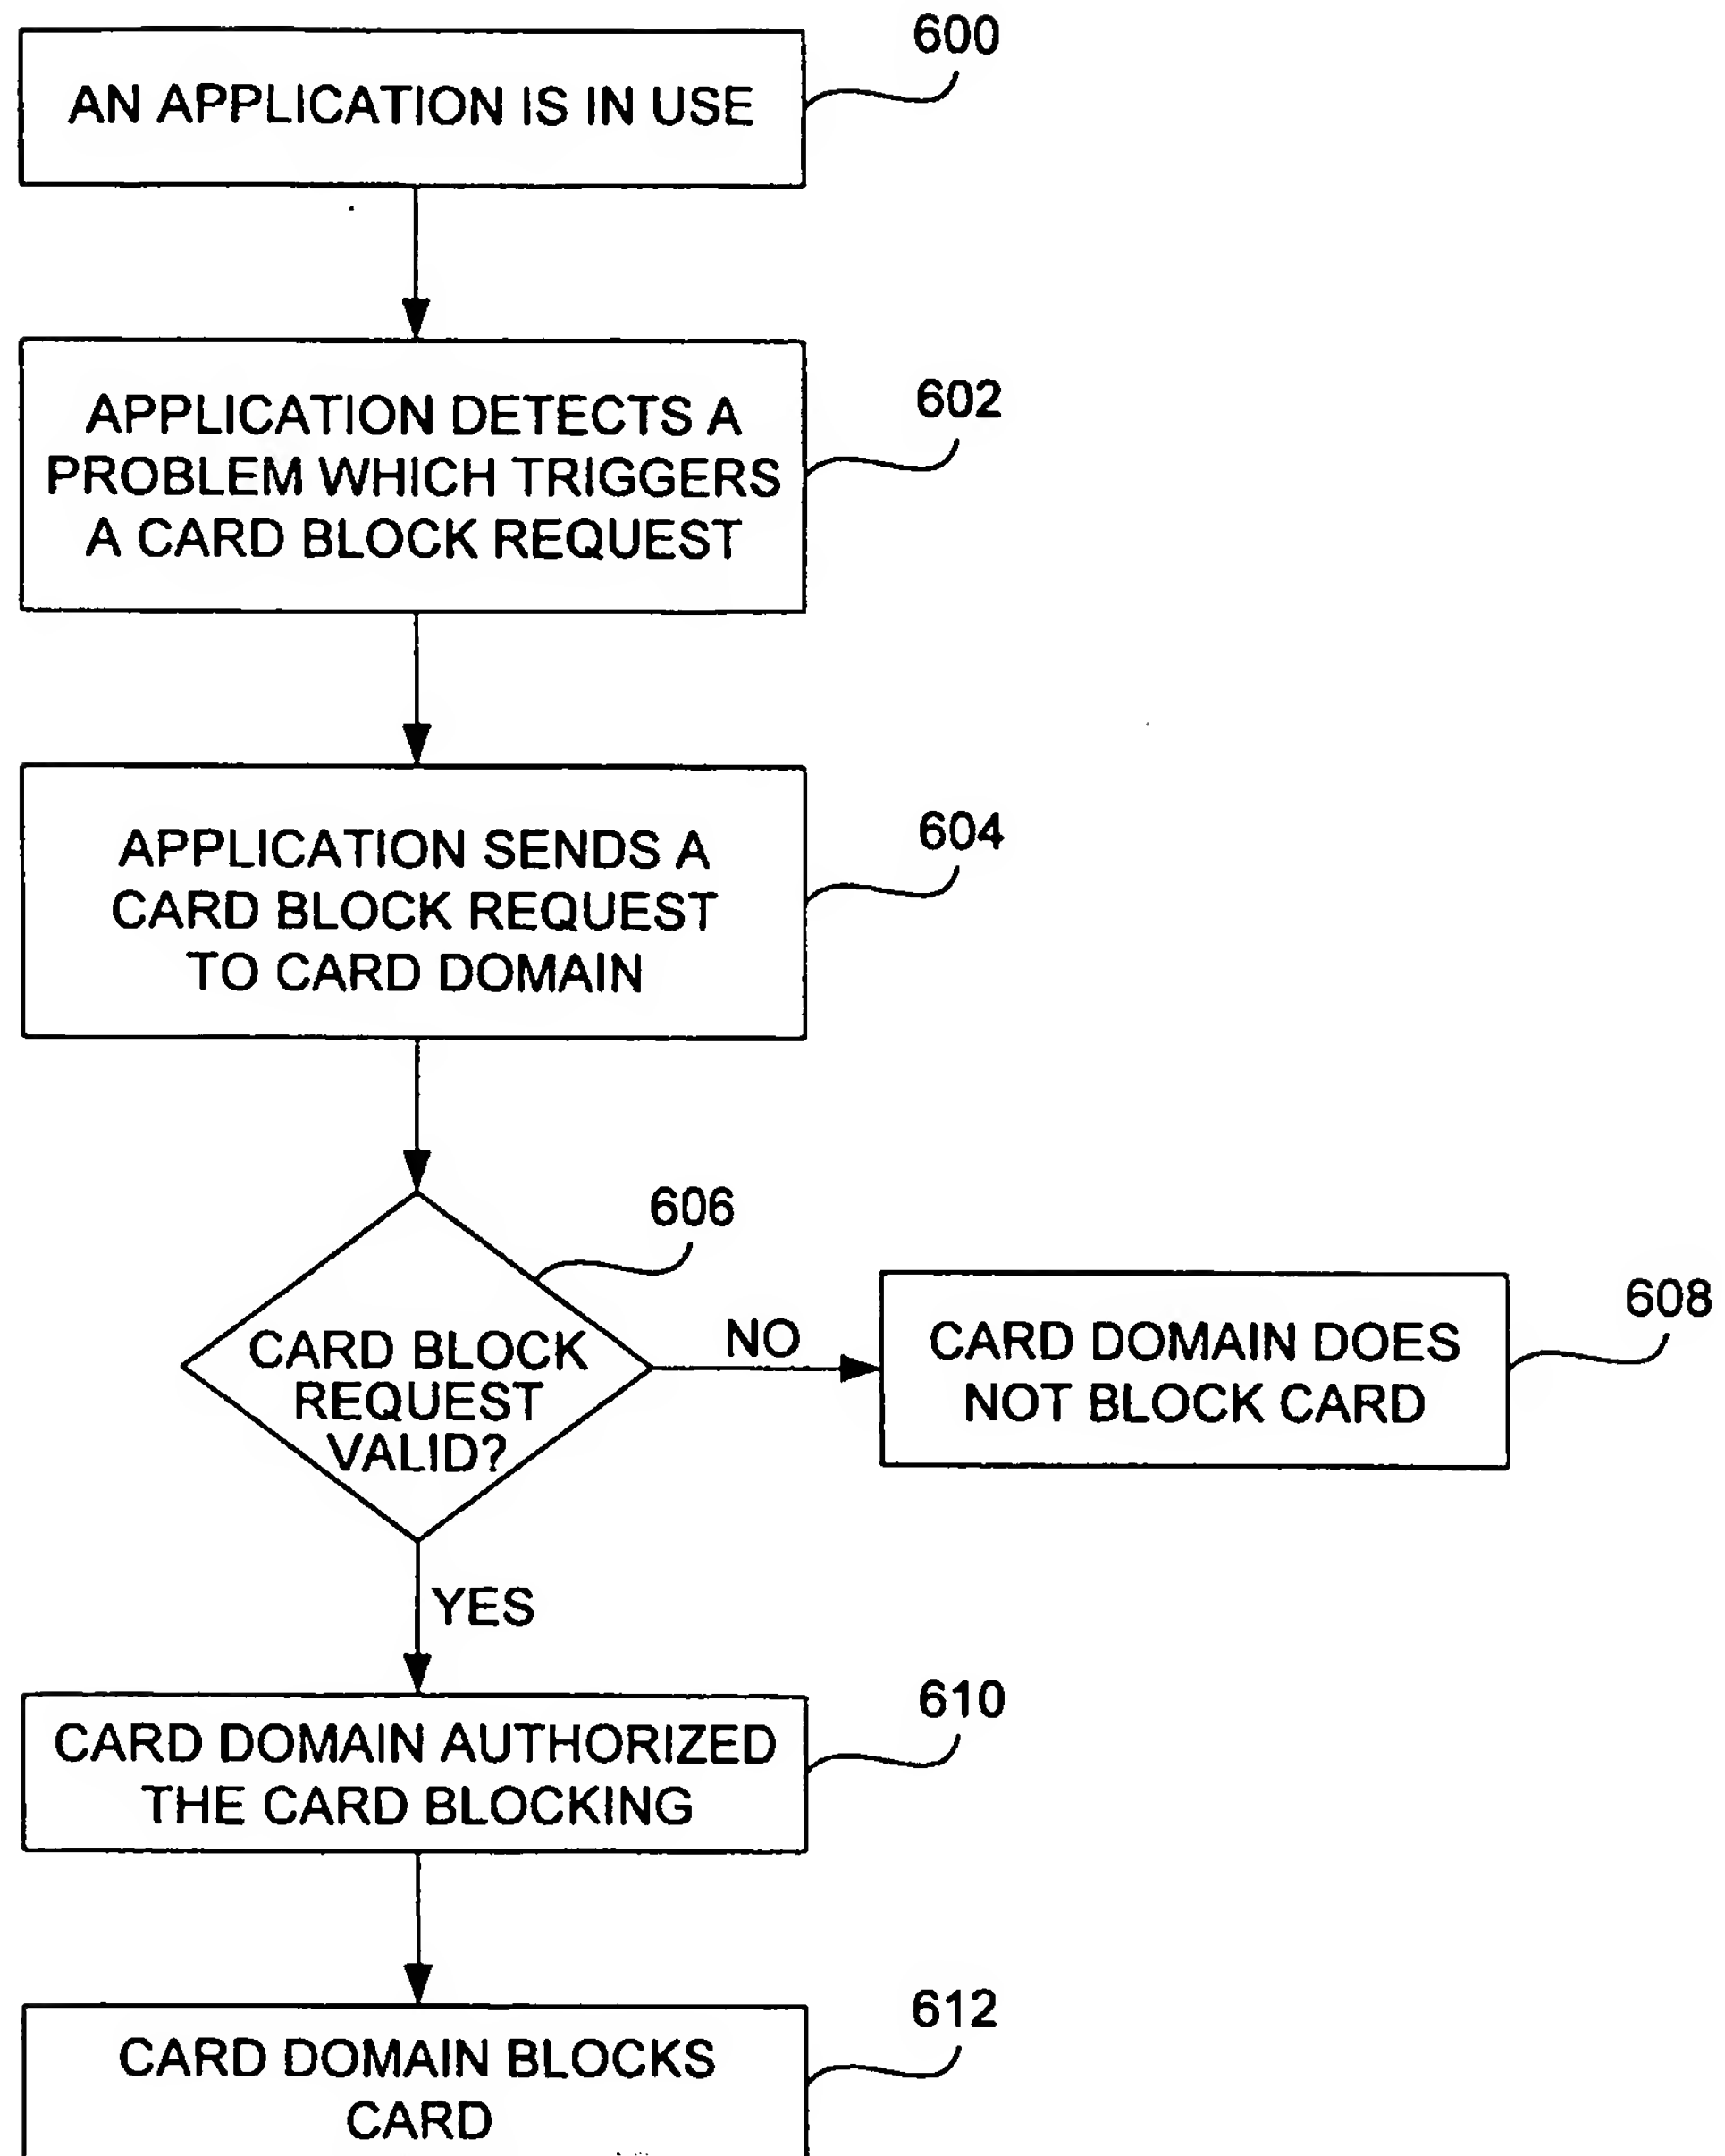 600
AN APPLICATION IS IN USE
602
APPLICATION DETECTS A
PROBLEM WHICH TRIGGERS
A CARD BLOCK REQUEST
604
APPLICATION SENDS A
CARD BLOCK REQUEST
TO CARD DOMAIN
606
CARD BLOCK
REQUEST
VALID?
NO
608
CARD DOMAIN DOES
NOT BLOCK CARD
YES
610
CARD DOMAIN AUTHORIZED
THE CARD BLOCKING
612
CARD DOMAIN BLOCKS
CARD